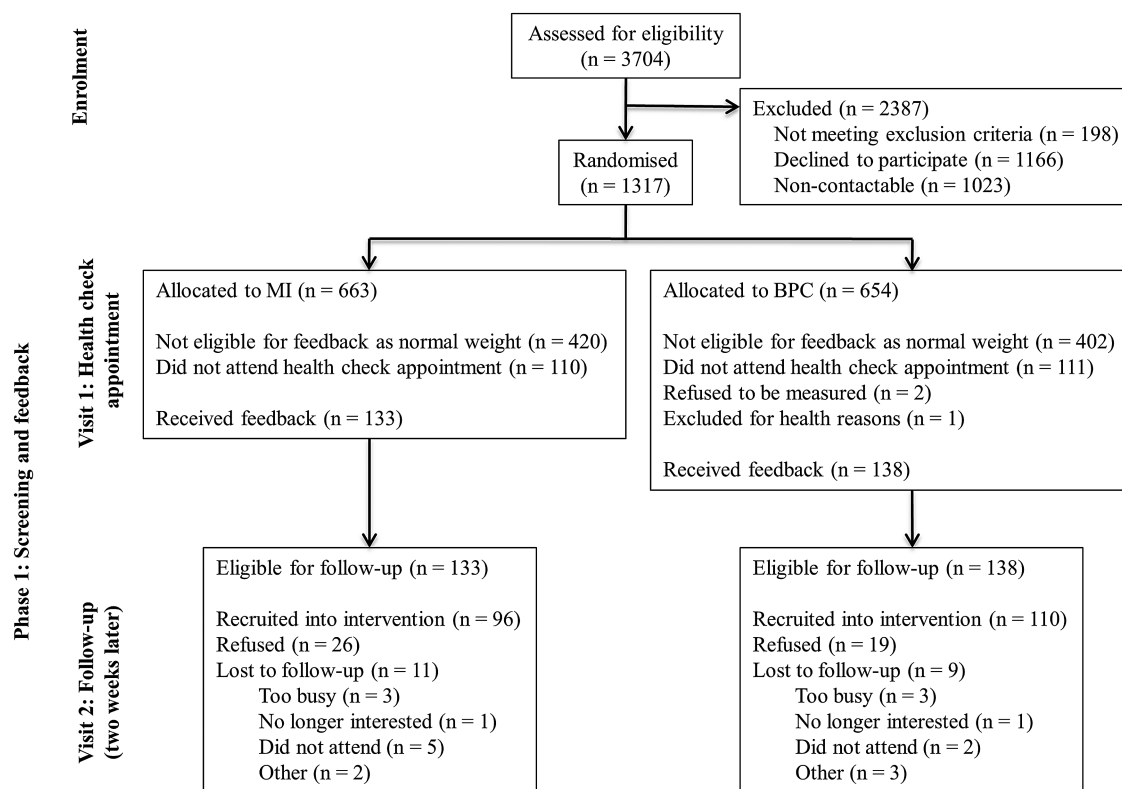 Enrolment
Assessed for eligibility
(n = 3704)
Excluded (n = 2387)
Not meeting exclusion criteria (n = 198)
Declined to participate (n = 1166)
Non-contactable (n = 1023)
Randomised
(n = 1317)
Phase 1: Screening and feedback
Visit 1: Health check
appointment
Allocated to MI (n = 663)
Not eligible for feedback as normal weight (n = 420)
Did not attend health check appointment (n = 110)
Received feedback (n = 133)
Allocated to BPC (n = 654)
Not eligible for feedback as normal weight (n = 402)
Did not attend health check appointment (n = 111)
Refused to be measured (n = 2)
Excluded for health reasons (n = 1)
Received feedback (n = 138)
Visit 2: Follow-up
(two weeks later)
Eligible for follow-up (n = 133)
Recruited into intervention (n = 96)
Refused (n = 26)
Lost to follow-up (n = 11)
Too busy (n = 3)
No longer interested (n = 1)
Did not attend (n = 5)
Other (n = 2)
Eligible for follow-up (n = 138)
Recruited into intervention (n = 110)
Refused (n = 19)
Lost to follow-up (n = 9)
Too busy (n = 3)
No longer interested (n = 1)
Did not attend (n = 2)
Other (n = 3)